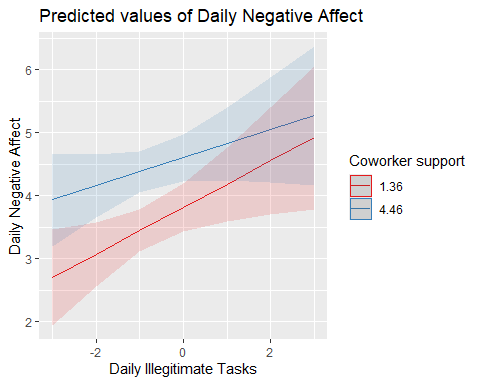 Predicted values of Daily Negative Affect
6
5
4
3
2
Daily Negative Affect
-2
0
2
Daily Illegitimate Tasks
Coworker support
1.36
4.46